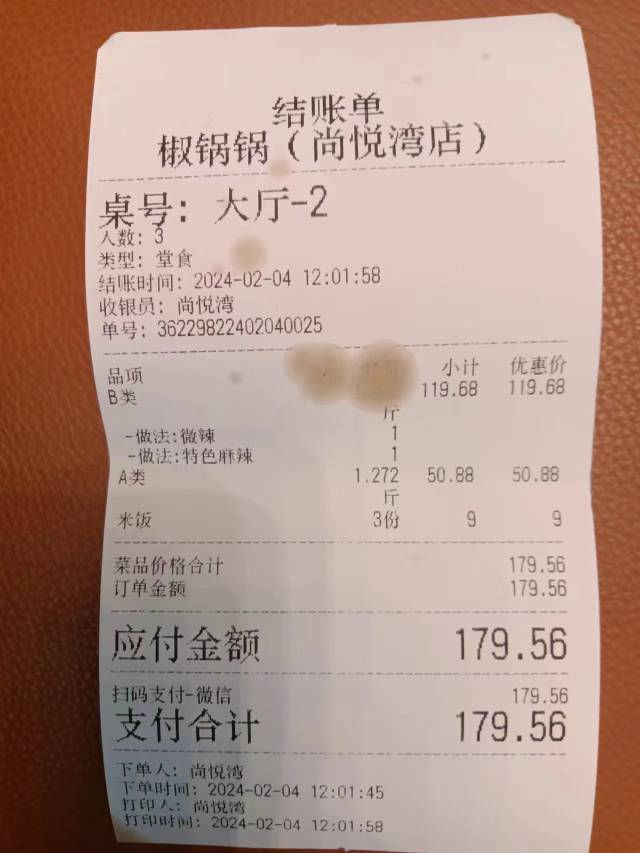 结账单
椒锅锅（尚悦湾店）
桌号: 大厅-2
人数: 3
类型: 堂食
结账时间: 2024-02-04 12:01:58
收银员: 尚悦湾
单号: 36229822402040025
品项 小计 优惠价
B类 119.68 119.68
斤
-做法:微辣 1
-做法:特色麻辣 1
A类 1.272 50.88 50.88
斤
米饭 3份 9 9
菜品价格合计 179.56
订单金额 179.56
应付金额 179.56
扫码支付-微信 179.56
支付合计 179.56
下单人: 尚悦湾
下单时间: 2024-02-04 12:01:45
打印人: 尚悦湾
打印时间: 2024-02-04 12:01:58